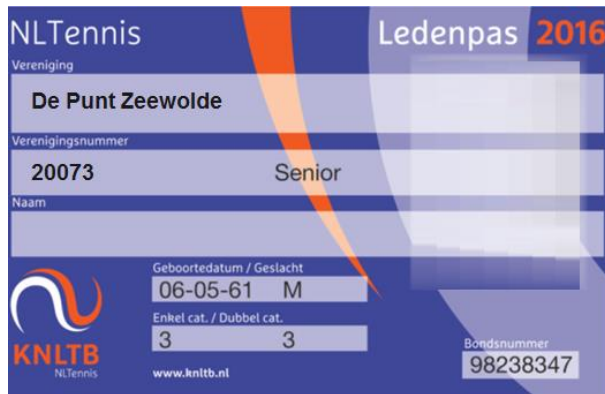 NLTennis Ledenpas 2016
Vereniging
De Punt Zeewolde
Verenigingsnummer
20073 Senior
Naam
Geboortedatum / Geslacht
06-05-61 M
Enkel cat. / Dubbel cat.
3 3
Bondsnummer
98238347
KNLTB
NLTennis
www.knltb.nl